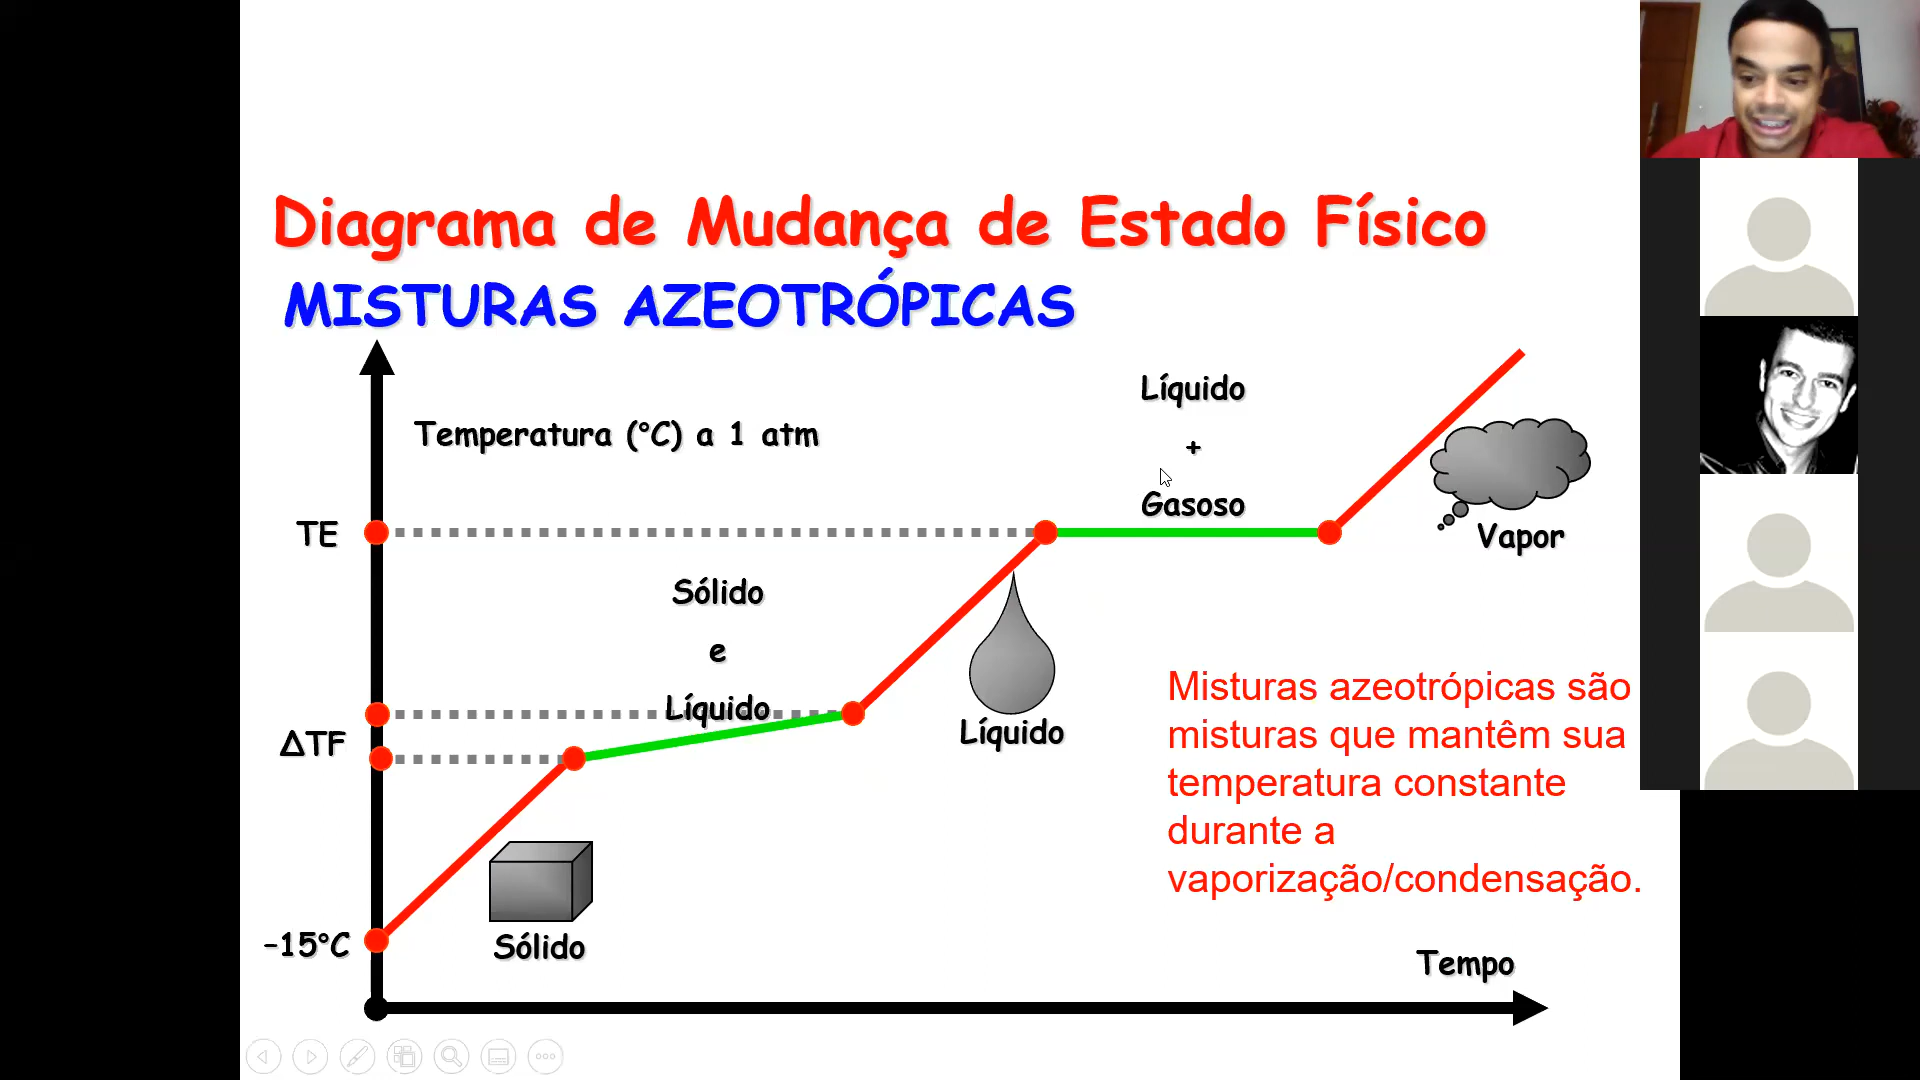 Diagrama de Mudança de Estado Físico
MISTURAS AZEOTRÓPICAS
Temperatura (°C) a 1 atm
Líquido
+
Gasoso
TE
Vapor
Sólido
e
Líquido
Líquido
ΔTF
Misturas azeotrópicas são
misturas que mantêm sua
temperatura constante
durante a
vaporização/condensação.
–15°C
Sólido
Tempo